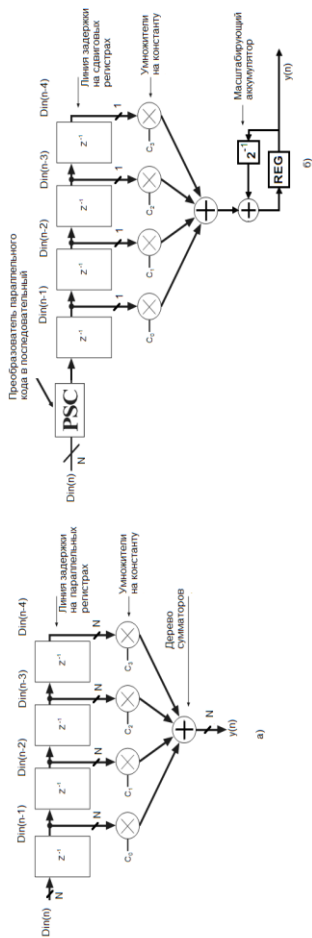 Din(n)
N
Din(n-1)
Din(n-2)
Din(n-3)
Din(n-4)
Линия задержки
на параллельных
регистрах
z⁻¹
z⁻¹
z⁻¹
z⁻¹
N
N
N
N
Умножители
на константу
C₀
C₁
C₂
C₃
Дерево
сумматоров
N
y(n)
а)
Преобразователь параллельного
кода в последовательный
Din(n)
N
PSC
Din(n-1)
Din(n-2)
Din(n-3)
Din(n-4)
Линия задержки
на сдвиговых
регистрах
z⁻¹
z⁻¹
z⁻¹
z⁻¹
1
1
1
1
Умножители
на константу
C₀
C₁
C₂
C₃
Масштабирующий
аккумулятор
2⁻¹
REG
y(n)
б)